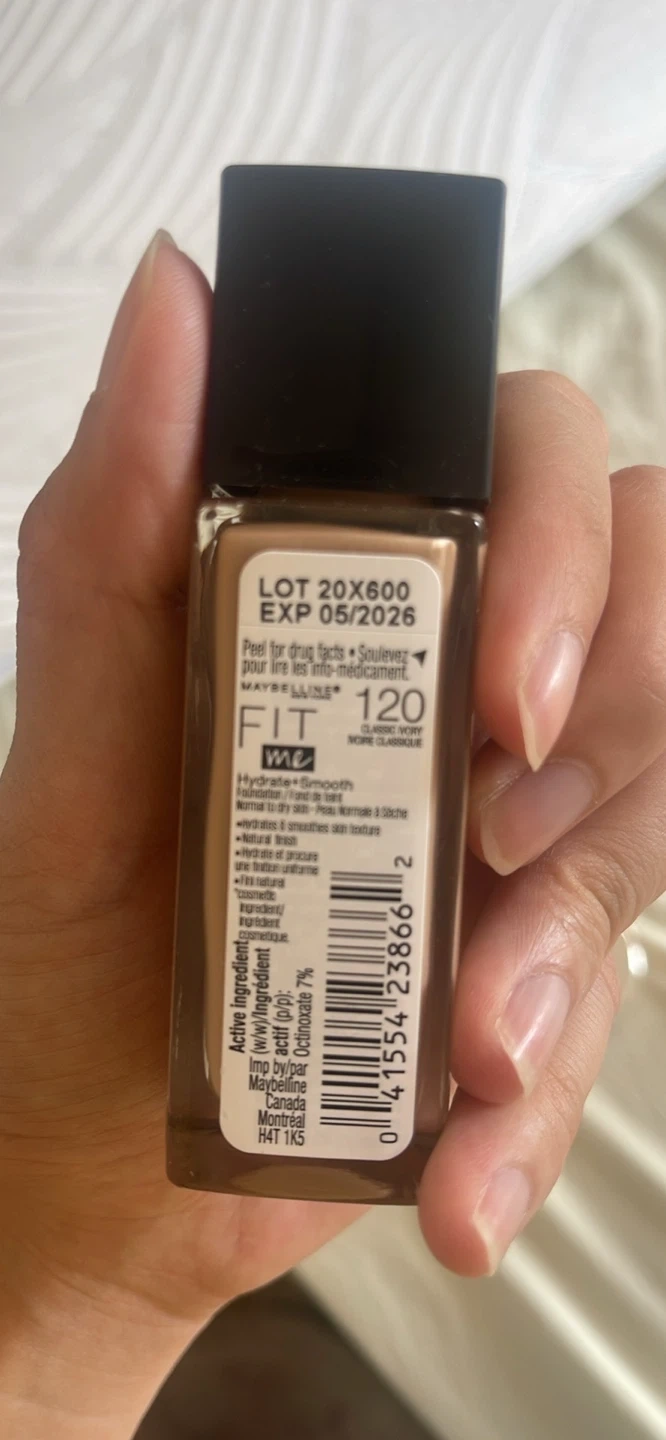 LOT 20X600
EXP 05/2026
Peel for drug facts • Soulevez
pour lire les info-médicament.
MAYBELLINE®
FIT
me
120
CLASSIC IVORY
IVOIRE CLASSIQUE
Hydrate+Smooth
Foundation / Fond de teint
Normal to dry skin - Peau Normale à Sèche
•Hydrates & smoothes skin texture
•Natural finish
•Hydrate et procure
une finition uniforme
•Fini naturel
*cosmetic
ingredient/
ingrédient
cosmetique.
Active ingredient
(w/w)/Ingrédient
actif (p/p):
Octinoxate 7%
Imp by/par
Maybelline
Canada
Montréal
H4T 1K5
0 41554 23866 2